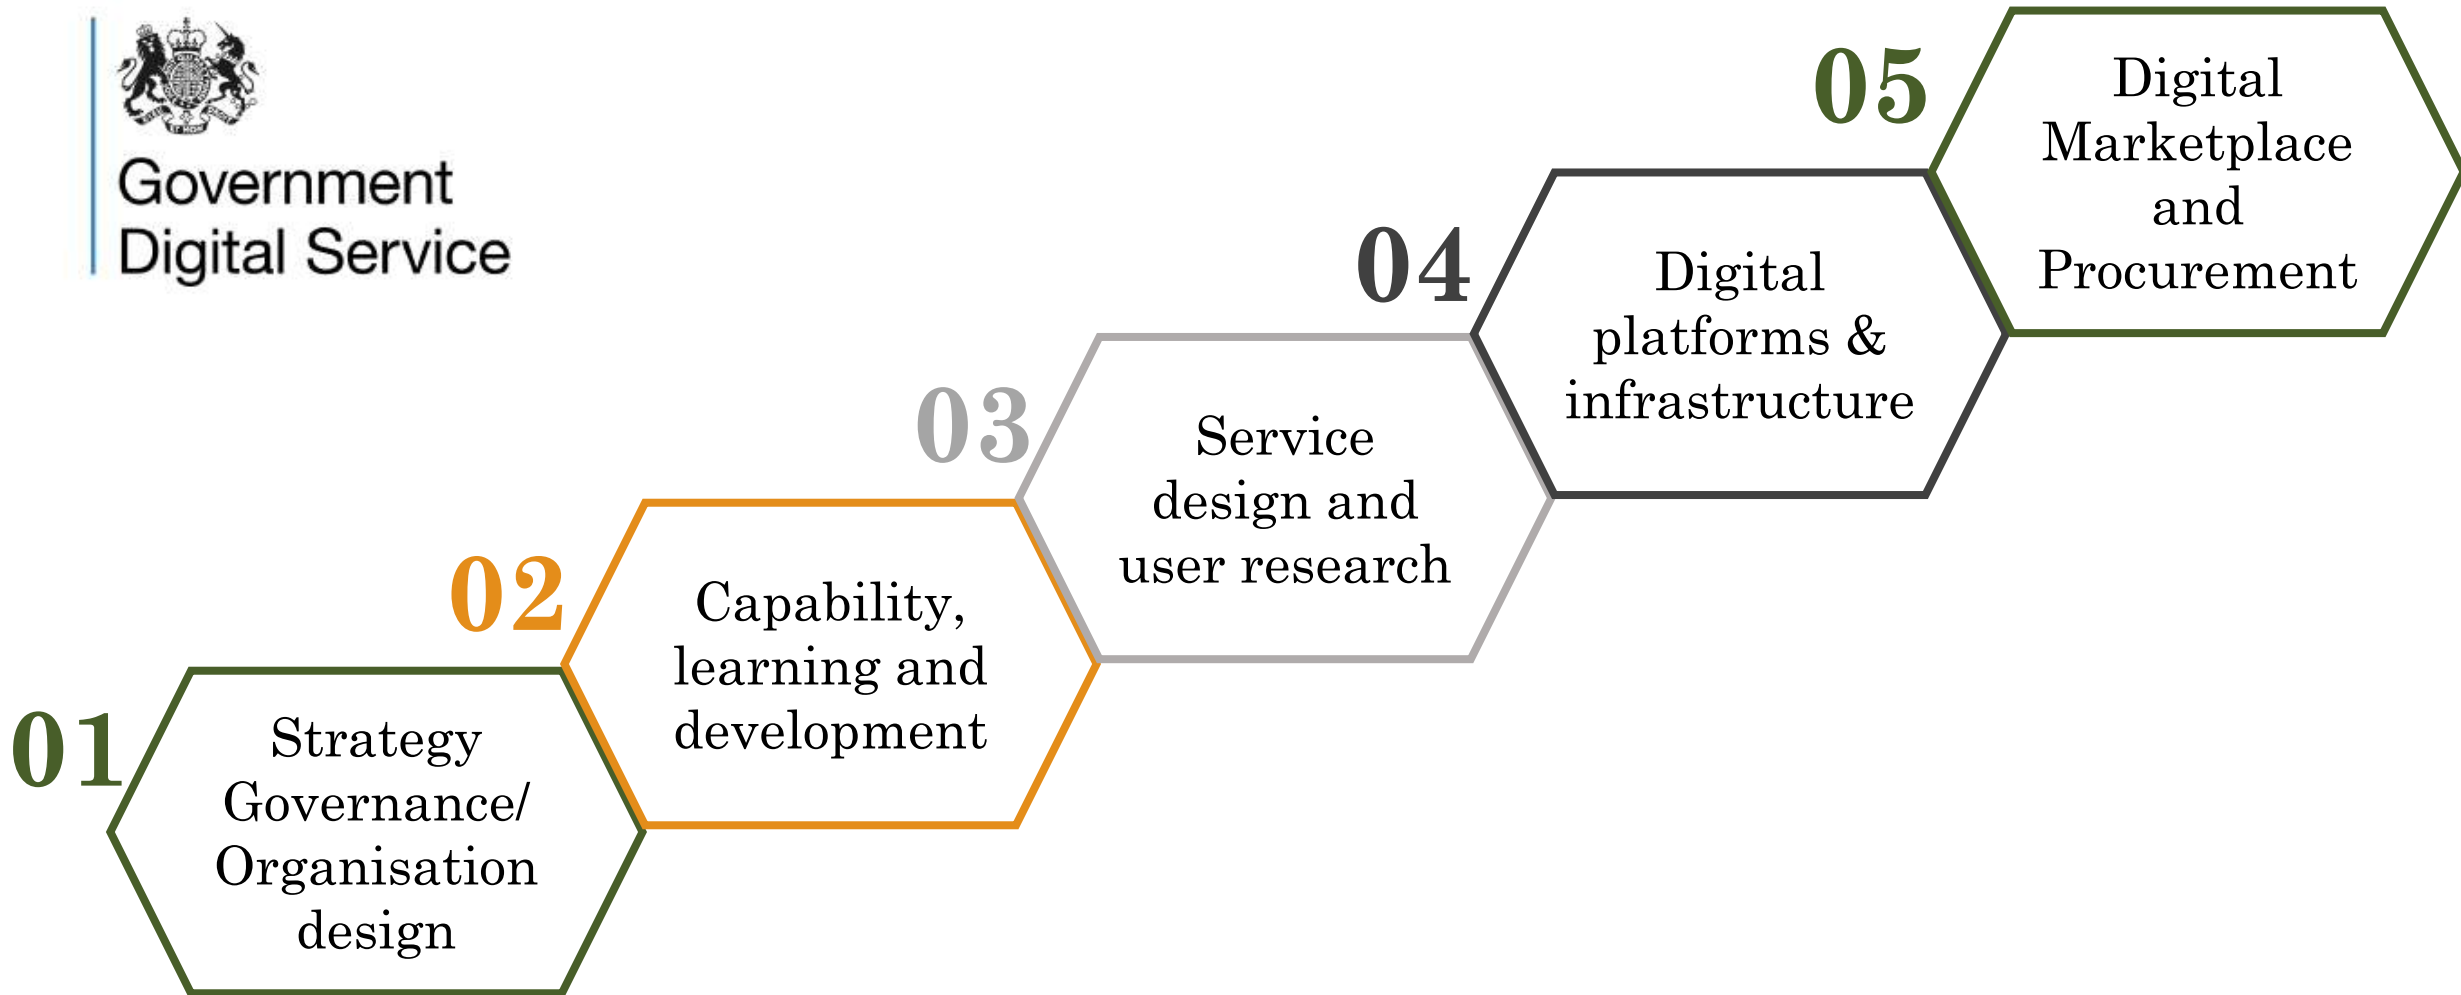 Government
Digital Service
01
Strategy
Governance/
Organisation
design
02
Capability,
learning and
development
03
Service
design and
user research
04
Digital
platforms &
infrastructure
05
Digital
Marketplace
and
Procurement